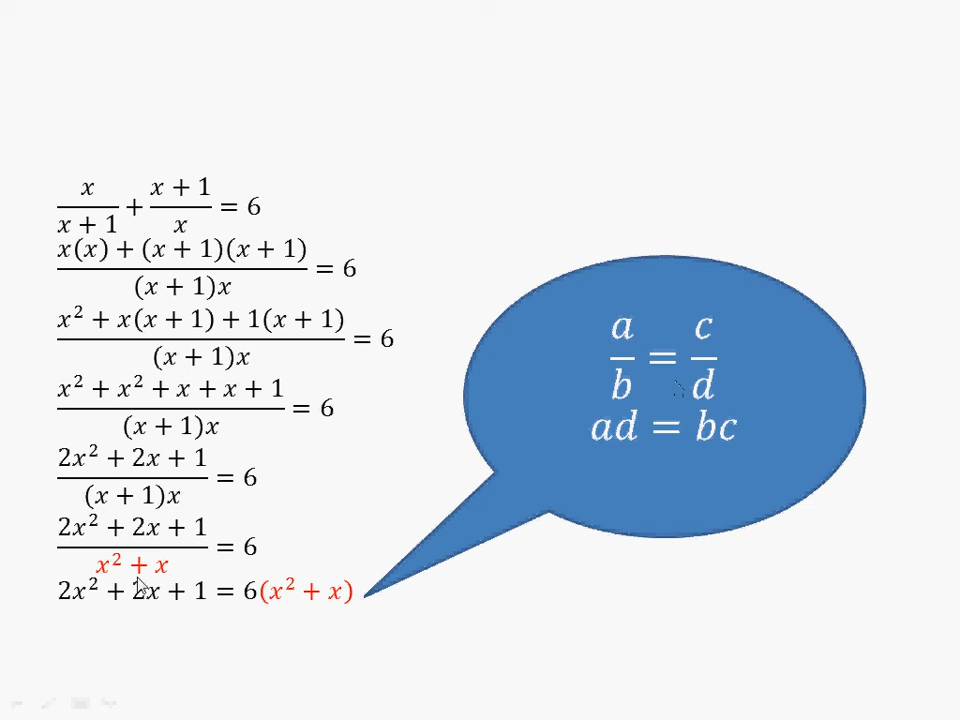 x/(x + 1) + (x + 1)/x = 6
(x(x) + (x + 1)(x + 1))/((x + 1)x) = 6
(x² + x(x + 1) + 1(x + 1))/((x + 1)x) = 6
(x² + x² + x + x + 1)/((x + 1)x) = 6
(2x² + 2x + 1)/((x + 1)x) = 6
(2x² + 2x + 1)/(x² + x) = 6
2x² + 2x + 1 = 6(x² + x)
a/b = c/d
ad = bc